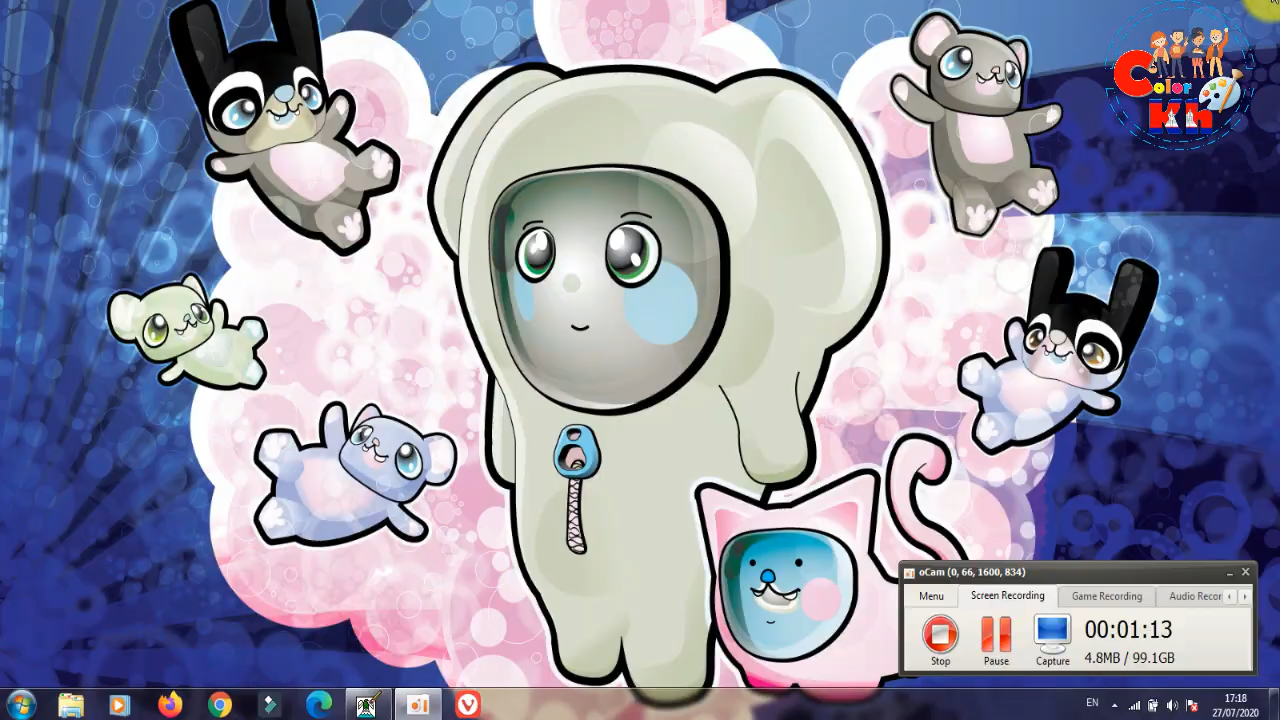 Color
Kh
oCam (0, 66, 1600, 834)
Menu Screen Recording Game Recording Audio Recor
00:01:13
Stop Pause Capture 4.8MB / 99.1GB
EN 17:18
27/07/2020